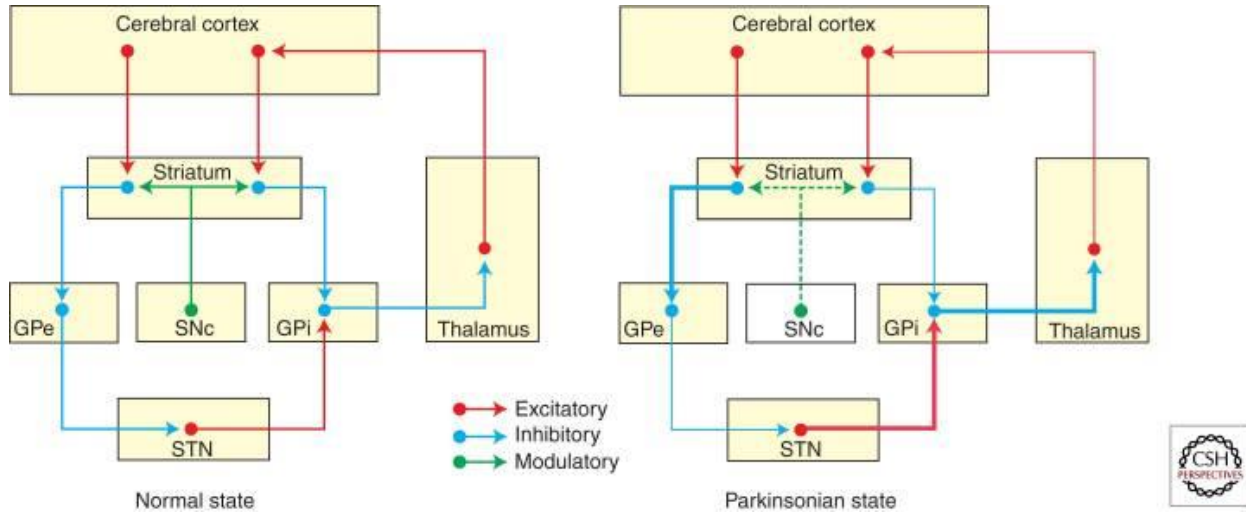 Cerebral cortex
Striatum
GPe
SNc
GPi
Thalamus
STN
Normal state
Excitatory
Inhibitory
Modulatory
Cerebral cortex
Striatum
GPe
SNc
GPi
Thalamus
STN
Parkinsonian state
CSH
PERSPECTIVES